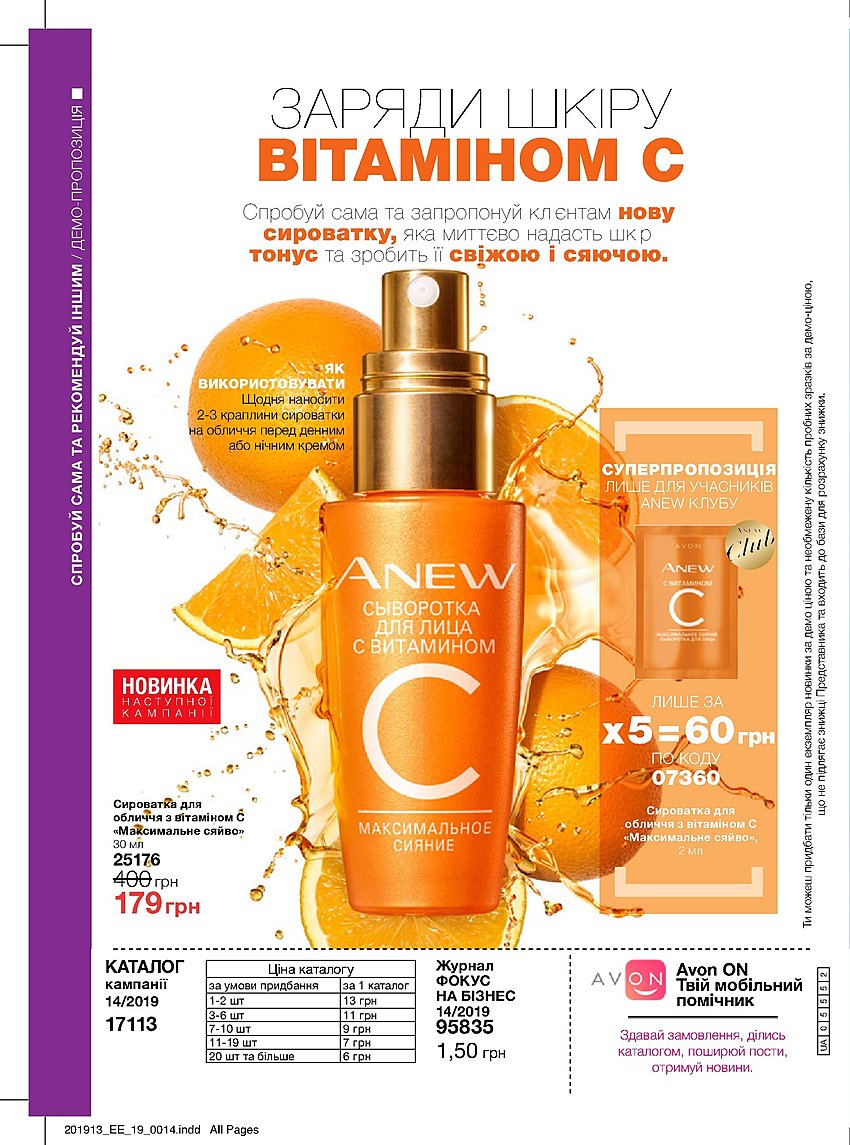 СПРОБУЙ САМА ТА РЕКОМЕНДУЙ ІНШИМ / ДЕМО-ПРОПОЗИЦІЯ
ЗАРЯДИ ШКІРУ
ВІТАМІНОМ С
Спробуй сама та запропонуй клієнтам нову
сироватку, яка миттєво надасть шкір
тонус та зробить її свіжою і сяючою.
ЯК
ВИКОРИСТОВУВАТИ
Щодня наносити
2-3 краплини сироватки
на обличчя перед денним
або нічним кремом
ANEW
СЫВОРОТКА
ДЛЯ ЛИЦА
С ВИТАМИНОМ
C
МАКСИМАЛЬНОЕ
СИЯНИЕ
СУПЕРПРОПОЗИЦІЯ
ЛИШЕ ДЛЯ УЧАСНИКІВ
ANEW КЛУБУ
ANEW
Club
AVON
ANEW
С ВИТАМИНОМ
C
МАКСИМАЛЬНОЕ СИЯНИЕ
СЫВОРОТКА ДЛЯ ЛИЦА
ЛИШЕ ЗА
x5=60 грн
ПО КОДУ
07360
Сироватка для
обличчя з вітаміном С
«Максимальне сяйво»,
2 мл
НОВИНКА
НАСТУПНОЇ
КАМПАНІЇ
Сироватка для
обличчя з вітаміном С
«Максимальне сяйво»
30 мл
25176
400 грн
179 грн
Ти можеш придбати тільки один екземпляр новинки за демо ціною та необмежену кількість пробних зразків за демо-ціною,
що не підлягає знижці Представника та входить до бази для розрахунку знижки.
КАТАЛОГ
кампанії
14/2019
17113
Ціна каталогу
за умови придбання за 1 каталог
1-2 шт 13 грн
3-6 шт 11 грн
7-10 шт 9 грн
11-19 шт 7 грн
20 шт та більше 6 грн
Журнал
ФОКУС
НА БІЗНЕС
14/2019
95835
1,50 грн
AVON
Avon ON
Твій мобільний
помічник
Здавай замовлення, ділись
каталогом, поширюй пости,
отримуй новини.
UA 0 5 5 5 2
201913_EE_19_0014.indd All Pages